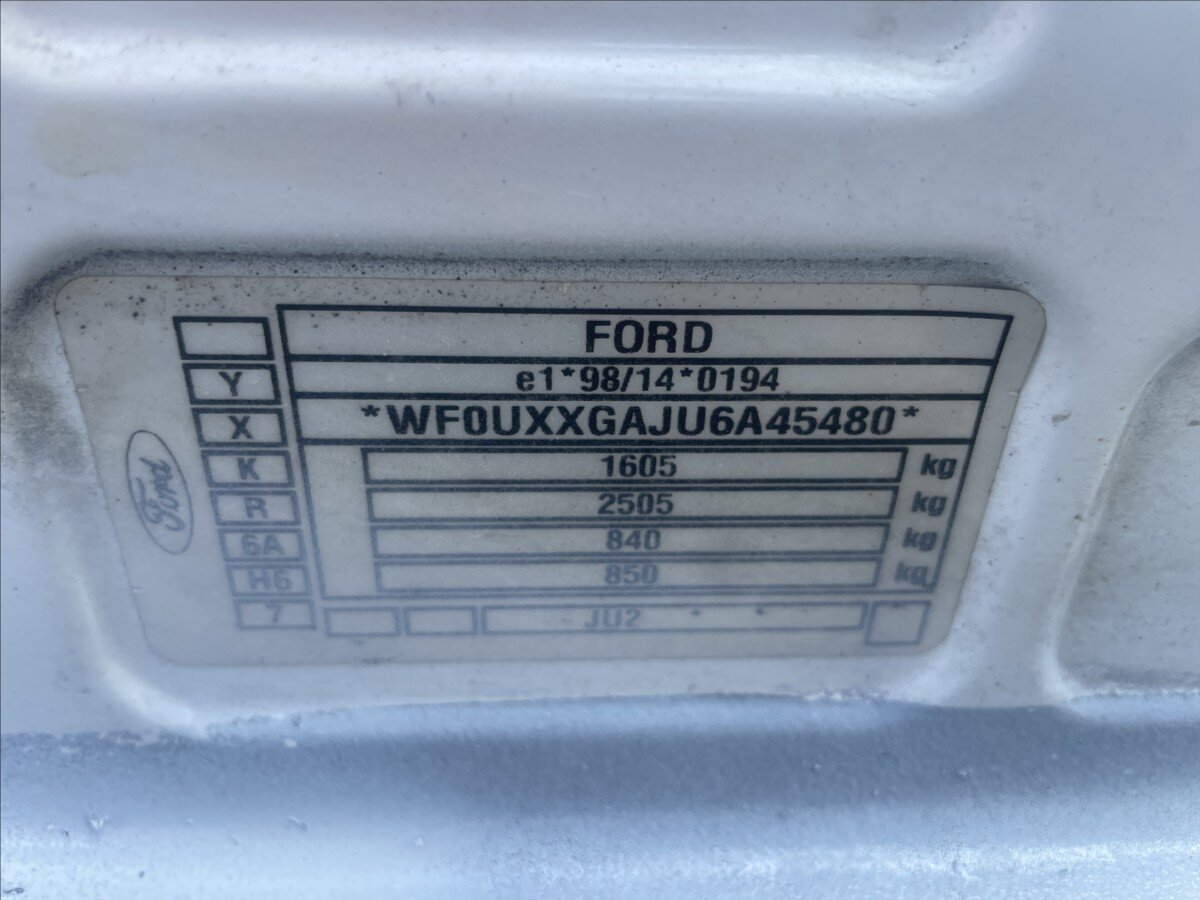 FORD
Y e1*98/14*0194
X *WF0UXXGAJU6A45480*
K 1605 kg
R 2505 kg
6A 840 kg
H6 850 kg
7 JU2 * *
Ford